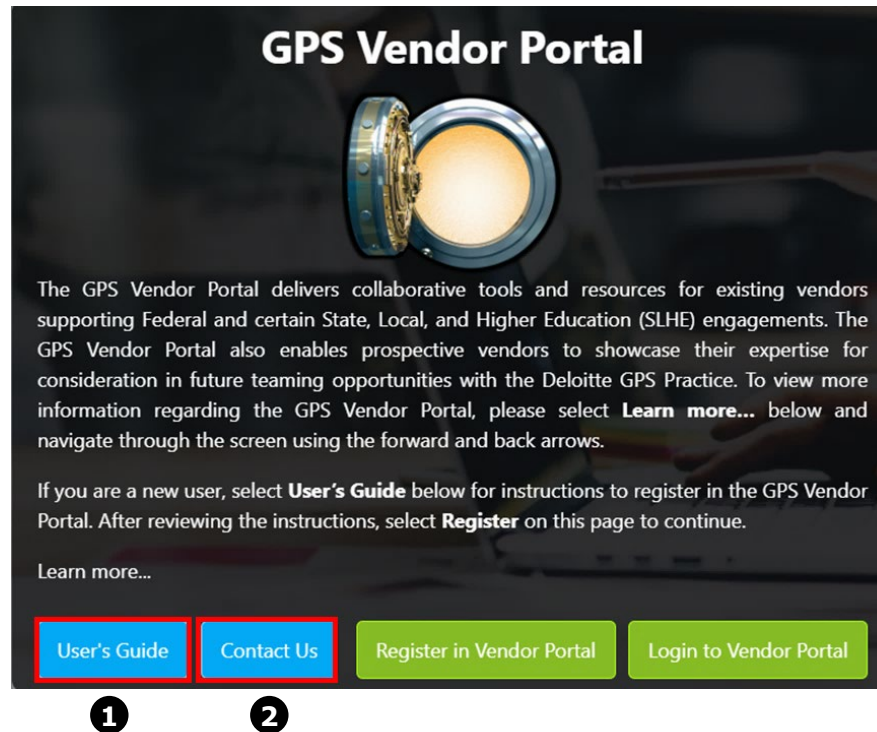 GPS Vendor Portal
The GPS Vendor Portal delivers collaborative tools and resources for existing vendors
supporting Federal and certain State, Local, and Higher Education (SLHE) engagements. The
GPS Vendor Portal also enables prospective vendors to showcase their expertise for
consideration in future teaming opportunities with the Deloitte GPS Practice. To view more
information regarding the GPS Vendor Portal, please select Learn more... below and
navigate through the screen using the forward and back arrows.
If you are a new user, select User's Guide below for instructions to register in the GPS Vendor
Portal. After reviewing the instructions, select Register on this page to continue.
Learn more...
User's Guide Contact Us Register in Vendor Portal Login to Vendor Portal
1 2